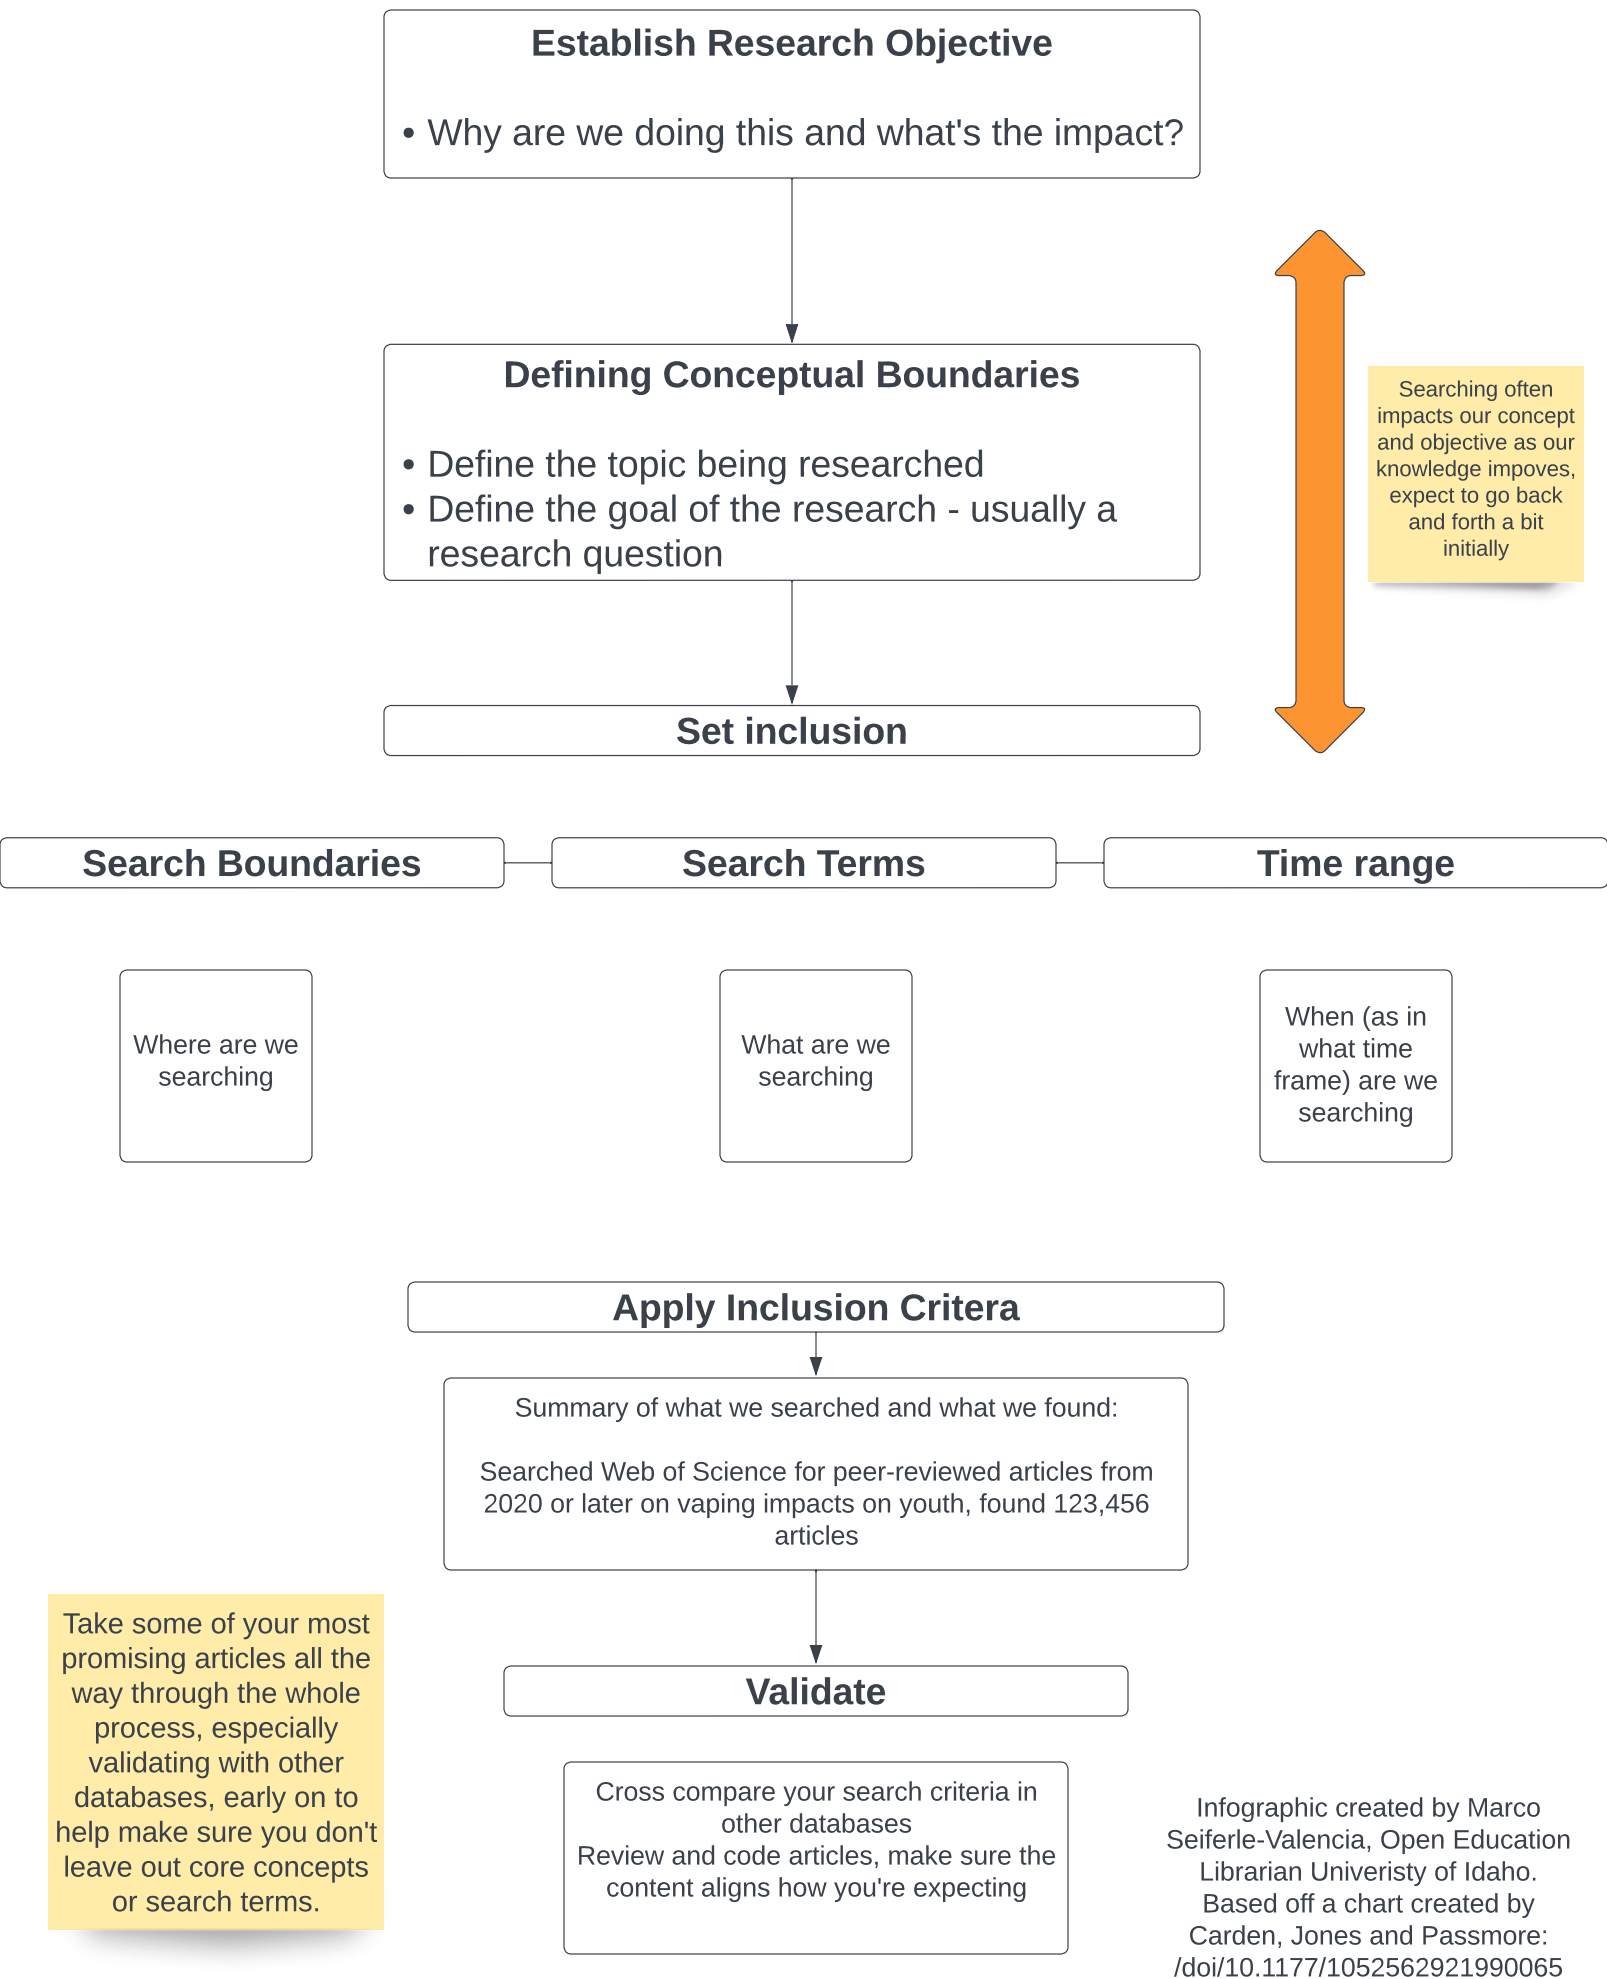 Establish Research Objective
• Why are we doing this and what's the impact?
Defining Conceptual Boundaries
• Define the topic being researched
• Define the goal of the research - usually a
research question
Searching often
impacts our concept
and objective as our
knowledge impoves,
expect to go back
and forth a bit
initially
Set inclusion
Search Boundaries
Search Terms
Time range
Where are we
searching
What are we
searching
When (as in
what time
frame) are we
searching
Apply Inclusion Critera
Summary of what we searched and what we found:
Searched Web of Science for peer-reviewed articles from
2020 or later on vaping impacts on youth, found 123,456
articles
Take some of your most
promising articles all the
way through the whole
process, especially
validating with other
databases, early on to
help make sure you don't
leave out core concepts
or search terms.
Validate
Cross compare your search criteria in
other databases
Review and code articles, make sure the
content aligns how you're expecting
Infographic created by Marco
Seiferle-Valencia, Open Education
Librarian Univeristy of Idaho.
Based off a chart created by
Carden, Jones and Passmore:
/doi/10.1177/1052562921990065